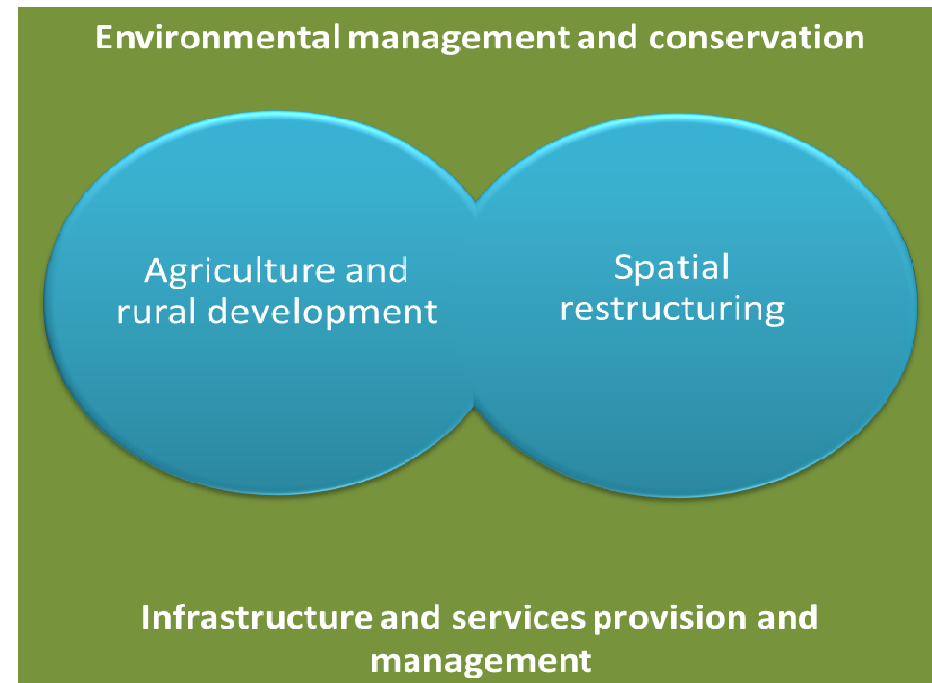 Environmental management and conservation
Agriculture and
rural development
Spatial
restructuring
Infrastructure and services provision and
management